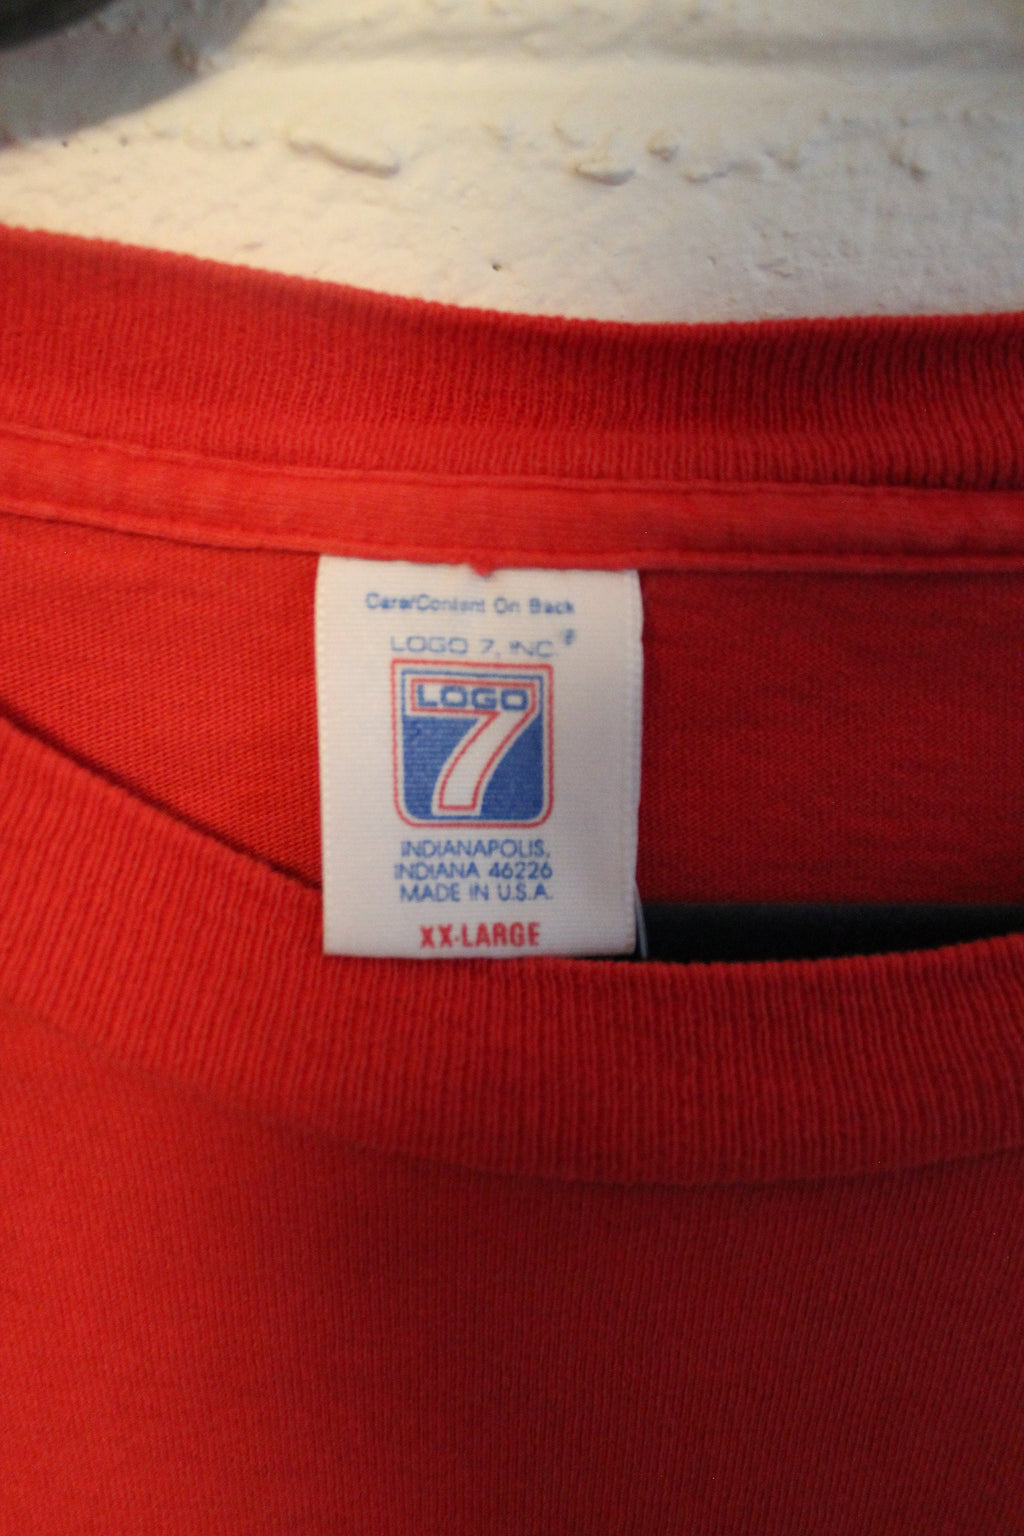 Care/Content On Back
LOGO 7, INC.®
LOGO
7
INDIANAPOLIS,
INDIANA 46226
MADE IN U.S.A.
XX-LARGE